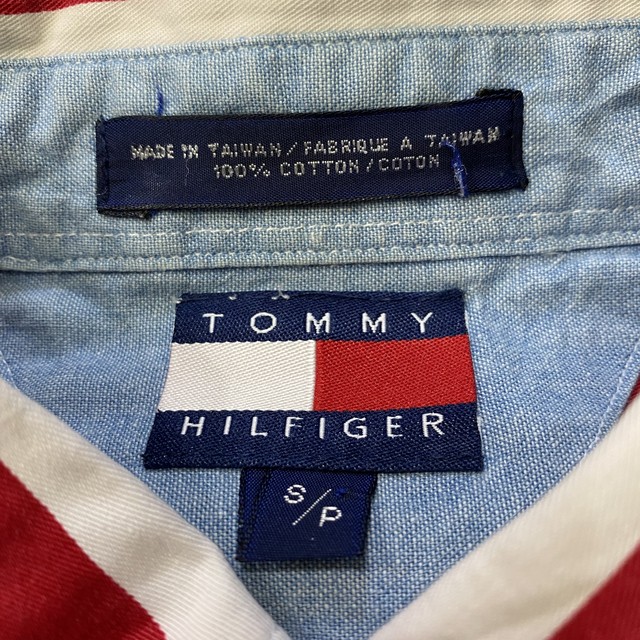 MADE IN TAIWAN / FABRIQUE A TAIWAN
100% COTTON / COTON
TOMMY
HILFIGER
S/P